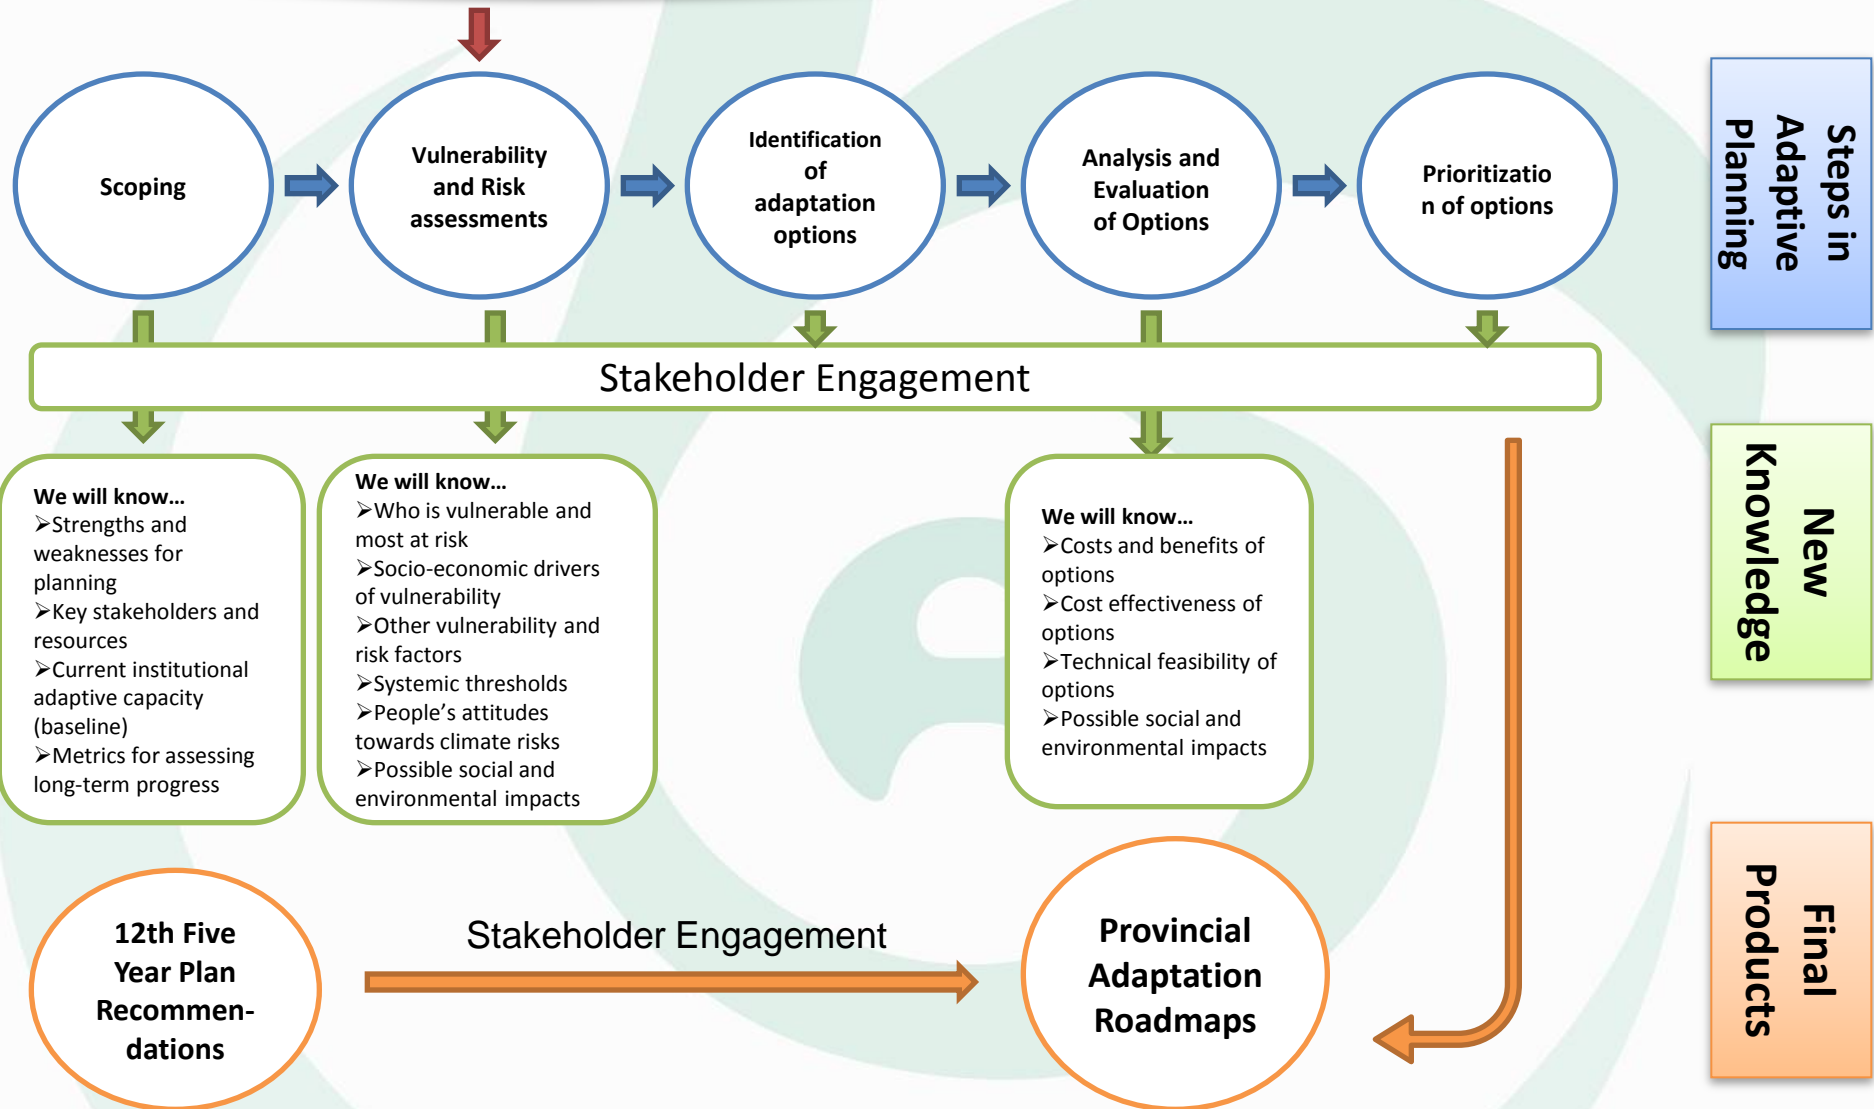 Scoping
Vulnerability
and Risk
assessments
Identification
of
adaptation
options
Analysis and
Evaluation
of Options
Prioritizatio
n of options
Steps in
Adaptive
Planning
Stakeholder Engagement
We will know...
➢Strengths and
weaknesses for
planning
➢Key stakeholders and
resources
➢Current institutional
adaptive capacity
(baseline)
➢Metrics for assessing
long-term progress
We will know...
➢Who is vulnerable and
most at risk
➢Socio-economic drivers
of vulnerability
➢Other vulnerability and
risk factors
➢Systemic thresholds
➢People’s attitudes
towards climate risks
➢Possible social and
environmental impacts
We will know...
➢Costs and benefits of
options
➢Cost effectiveness of
options
➢Technical feasibility of
options
➢Possible social and
environmental impacts
New
Knowledge
12th Five
Year Plan
Recommen-
dations
Stakeholder Engagement
Provincial
Adaptation
Roadmaps
Final
Products